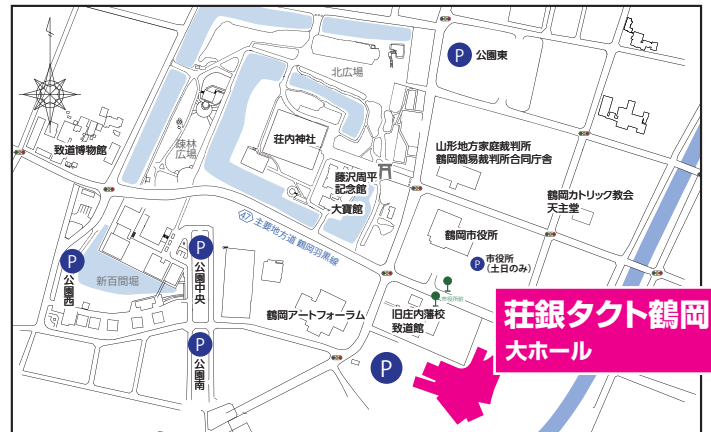 P 公園東
北広場
荘内神社
疎林
広場
致道博物館
山形地方家庭裁判所
鶴岡簡易裁判所合同庁舎
藤沢周平
記念館
大寶館
鶴岡カトリック教会
天主堂
47 主要地方道 鶴岡羽黒線
鶴岡市役所
P 市役所
(土日のみ)
P 公園西
新百間堀
P 公園中央
鶴岡アートフォーラム
旧庄内藩校
致道館
荘銀タクト鶴岡
大ホール
P 公園南
P